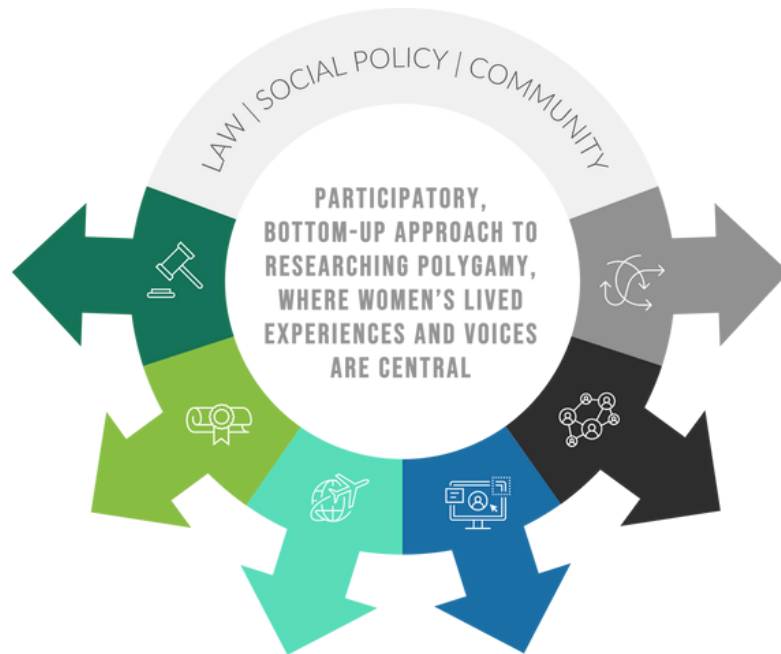 LAW | SOCIAL POLICY | COMMUNITY
PARTICIPATORY,
BOTTOM-UP APPROACH TO
RESEARCHING POLYGAMY,
WHERE WOMEN'S LIVED
EXPERIENCES AND VOICES
ARE CENTRAL